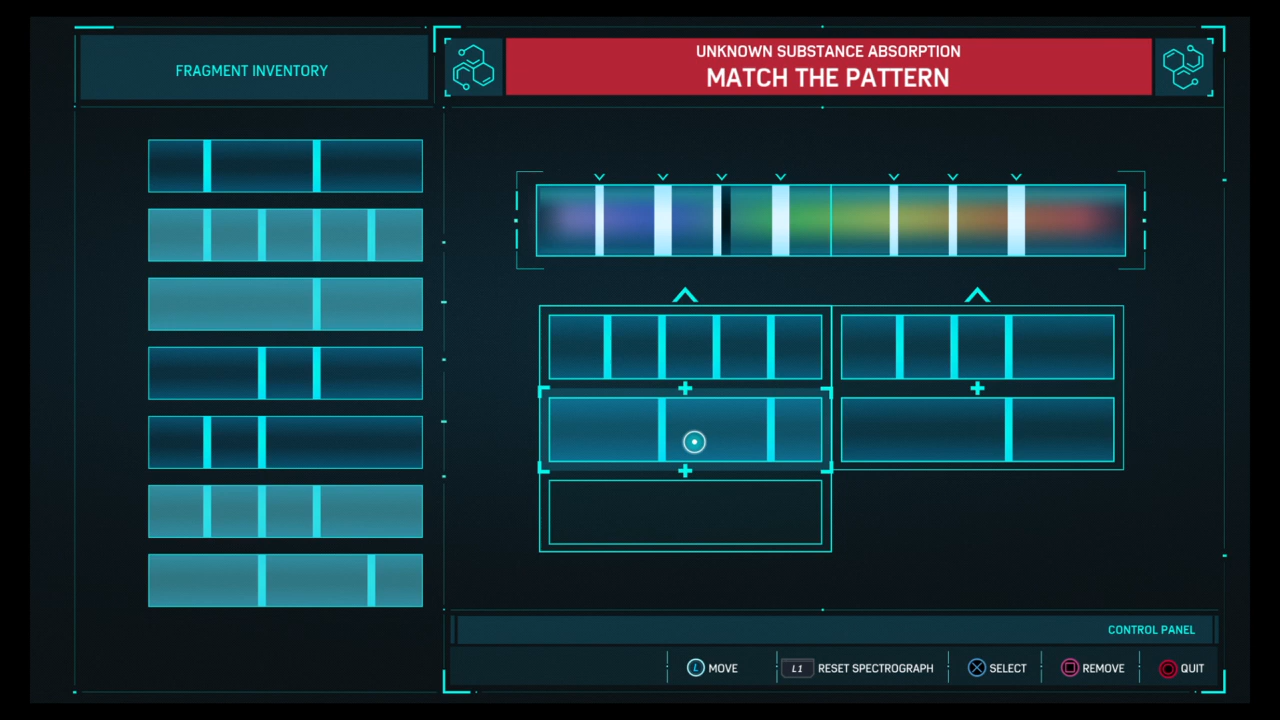 FRAGMENT INVENTORY
UNKNOWN SUBSTANCE ABSORPTION
MATCH THE PATTERN
CONTROL PANEL
L MOVE
L1 RESET SPECTROGRAPH
SELECT
REMOVE
QUIT